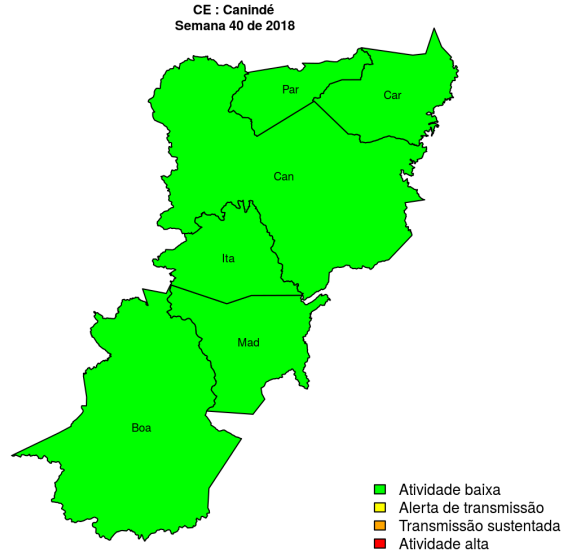 CE : Canindé
Semana 40 de 2018
Par
Car
Can
Ita
Mad
Boa
Atividade baixa
Alerta de transmissão
Transmissão sustentada
Atividade alta